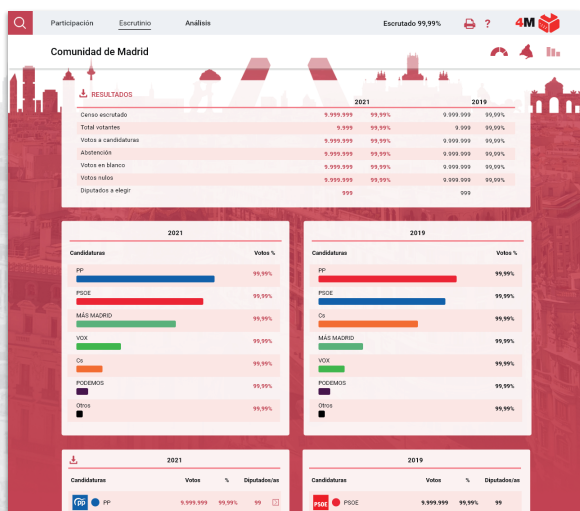 Participación Escrutinio Análisis Escrutado 99,99% ? 4M
Comunidad de Madrid
RESULTADOS
2021 2019
Censo escrutado 9.999.999 99,99% 9.999.999 99,99%
Total votantes 9.999 99,99% 9.999 99,99%
Votos a candidaturas 9.999.999 99,99% 9.999.999 99,99%
Abstención 9.999.999 99,99% 9.999.999 99,99%
Votos en blanco 9.999.999 99,99% 9.999.999 99,99%
Votos nulos 9.999.999 99,99% 9.999.999 99,99%
Diputados a elegir 999 999
2021
Candidaturas Votos %
PP 99,99%
PSOE 99,99%
MÁS MADRID 99,99%
VOX 99,99%
Cs 99,99%
PODEMOS 99,99%
Otros 99,99%
2019
Candidaturas Votos %
PP 99,99%
PSOE 99,99%
Cs 99,99%
MÁS MADRID 99,99%
VOX 99,99%
PODEMOS 99,99%
Otros 99,99%
2021
Candidaturas Votos % Diputados/as
PP PP 9.999.999 99,99% 99
2019
Candidaturas Votos % Diputados/as
PSOE PSOE 9.999.999 99,99% 99